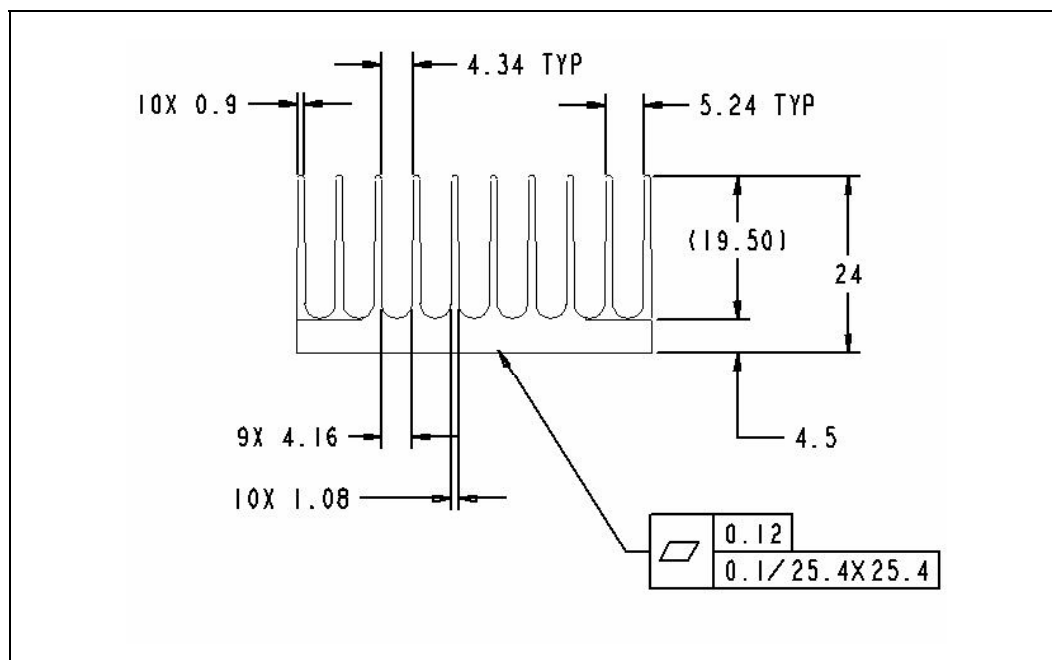 4.34 TYP
10X 0.9
5.24 TYP
(19.50)
24
9X 4.16
4.5
10X 1.08
0.12
0.1/25.4X25.4